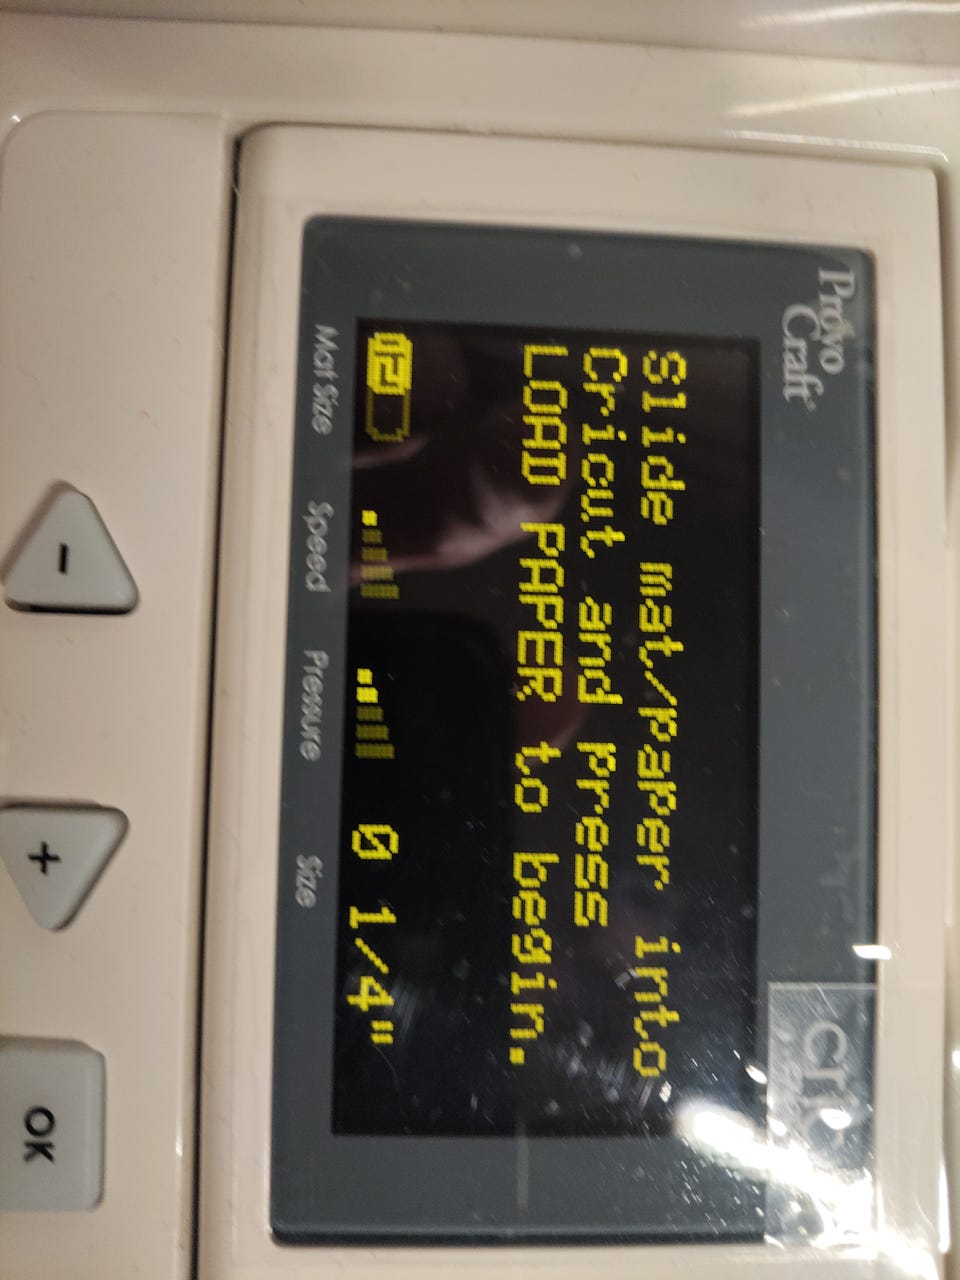 Provo
Craft
Slide mat/paper into
Cricut and press
LOAD PAPER to begin.
12
0 1/4"
Mat Size
Speed
Pressure
Size
-
+
OK